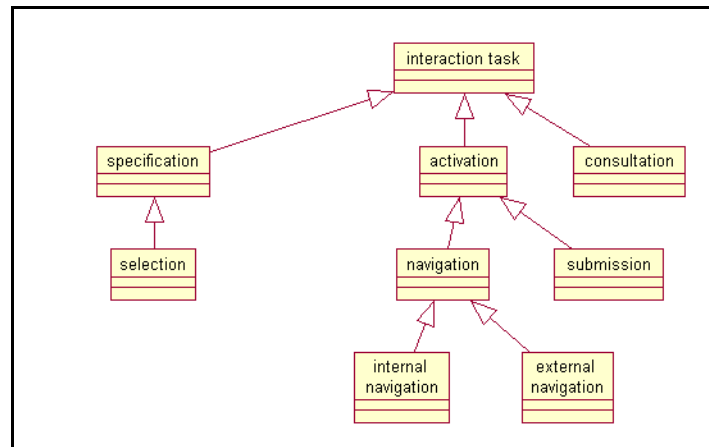 interaction task
specification
activation
consultation
selection
navigation
submission
internal
navigation
external
navigation